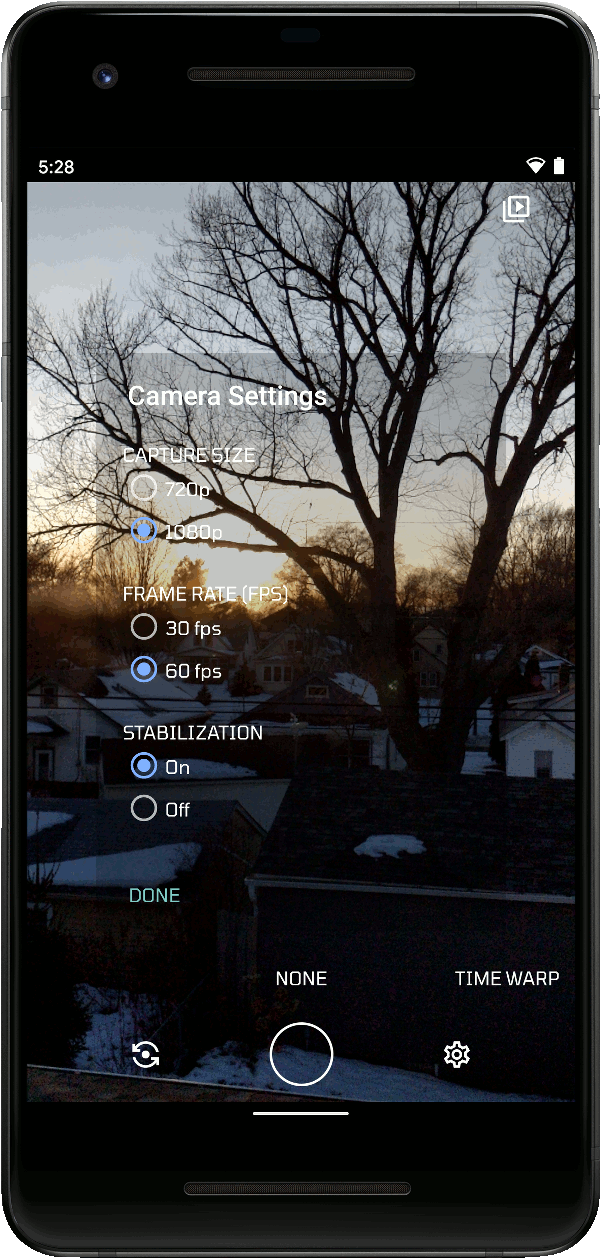 5:28
Camera Settings
CAPTURE SIZE
720p
1080p
FRAME RATE (FPS)
30 fps
60 fps
STABILIZATION
On
Off
DONE
NONE TIME WARP